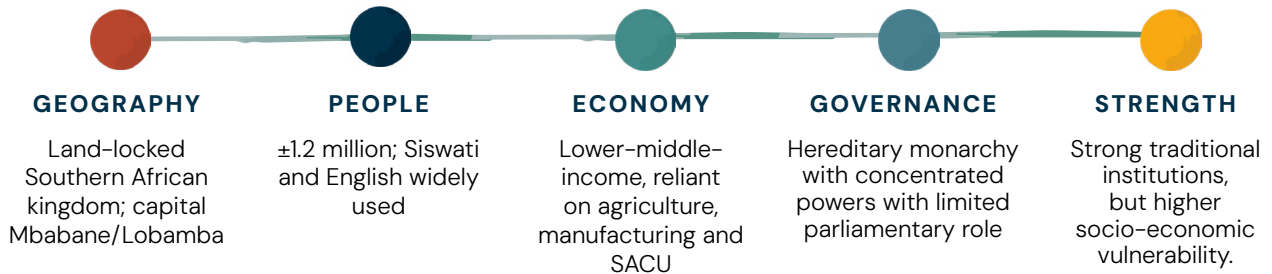 GEOGRAPHY
Land-locked
Southern African
kingdom; capital
Mbabane/Lobamba
PEOPLE
±1.2 million; Siswati
and English widely
used
ECONOMY
Lower-middle-
income, reliant
on agriculture,
manufacturing and
SACU
GOVERNANCE
Hereditary monarchy
with concentrated
powers with limited
parliamentary role
STRENGTH
Strong traditional
institutions,
but higher
socio-economic
vulnerability.